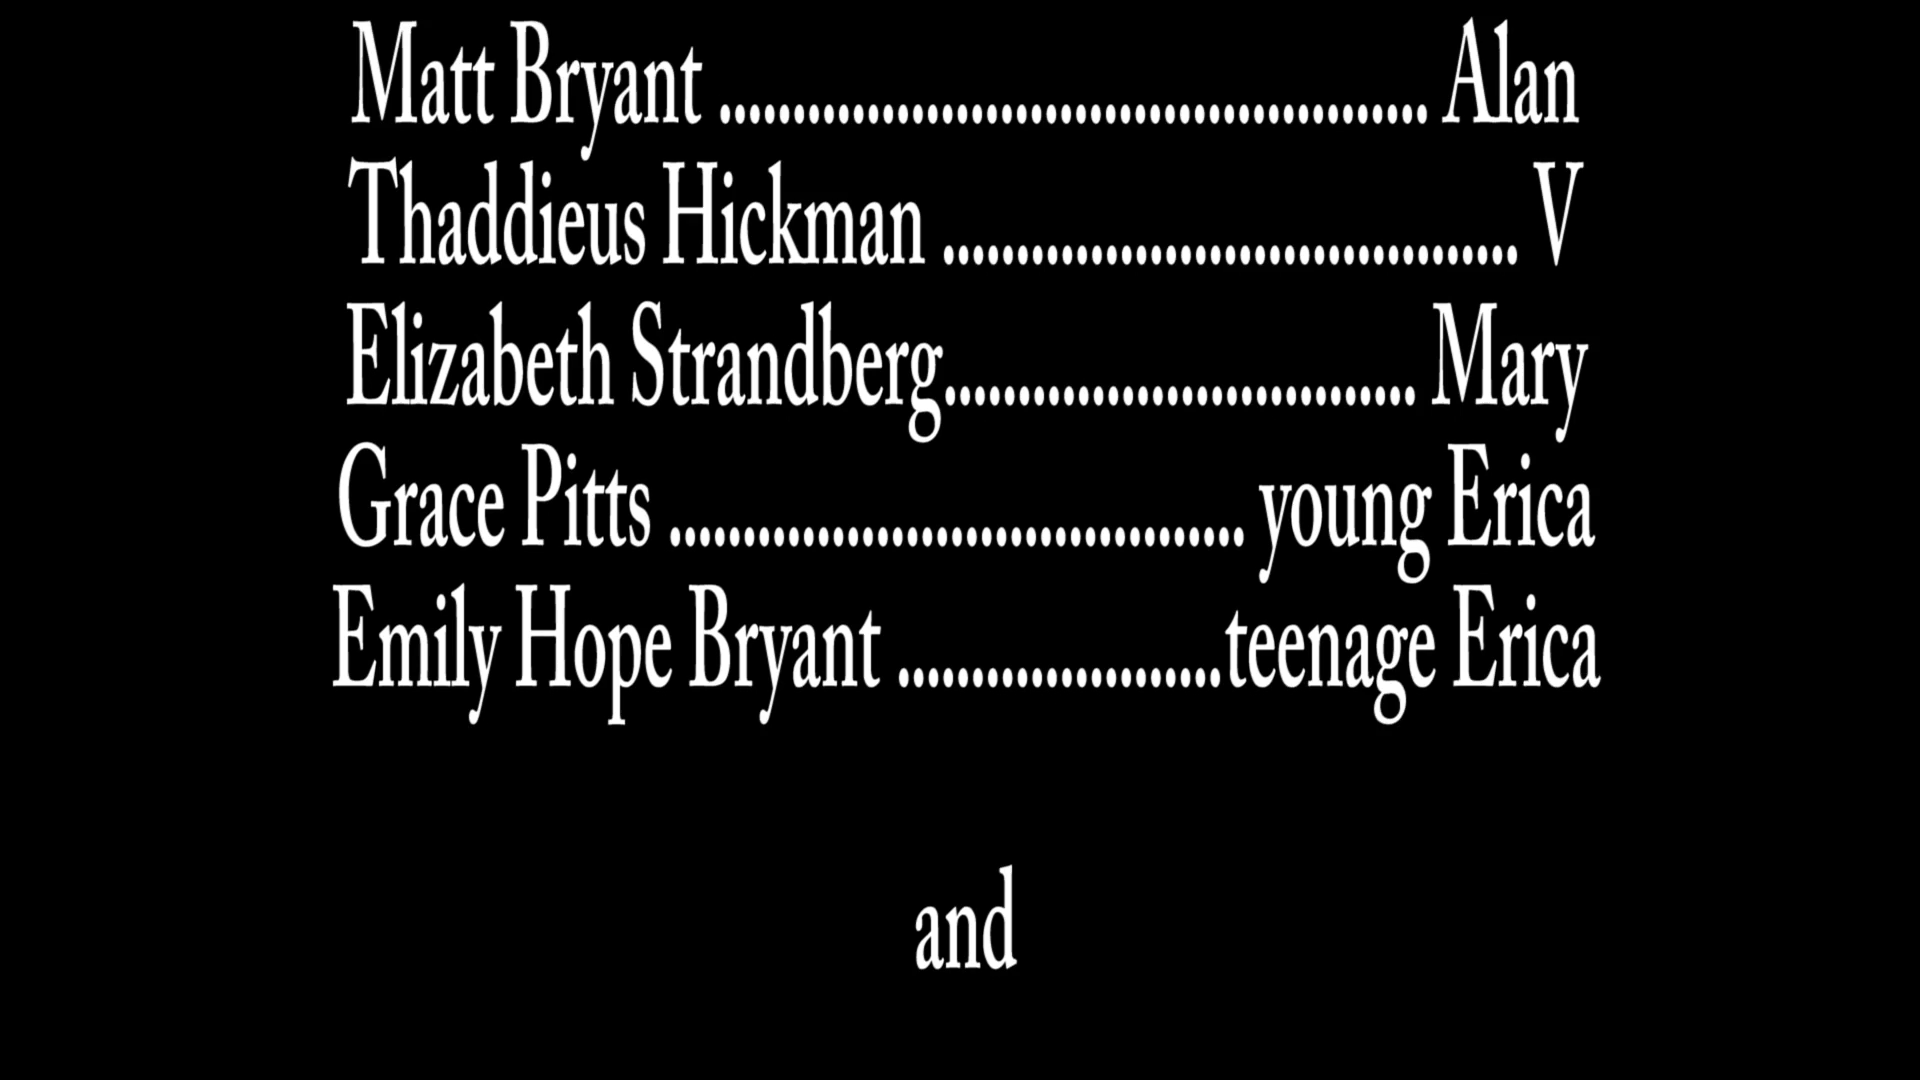 Matt Bryant ................................................ Alan
Thaddieus Hickman ....................................... V
Elizabeth Strandberg................................ Mary
Grace Pitts ....................................... young Erica
Emily Hope Bryant ......................teenage Erica
and